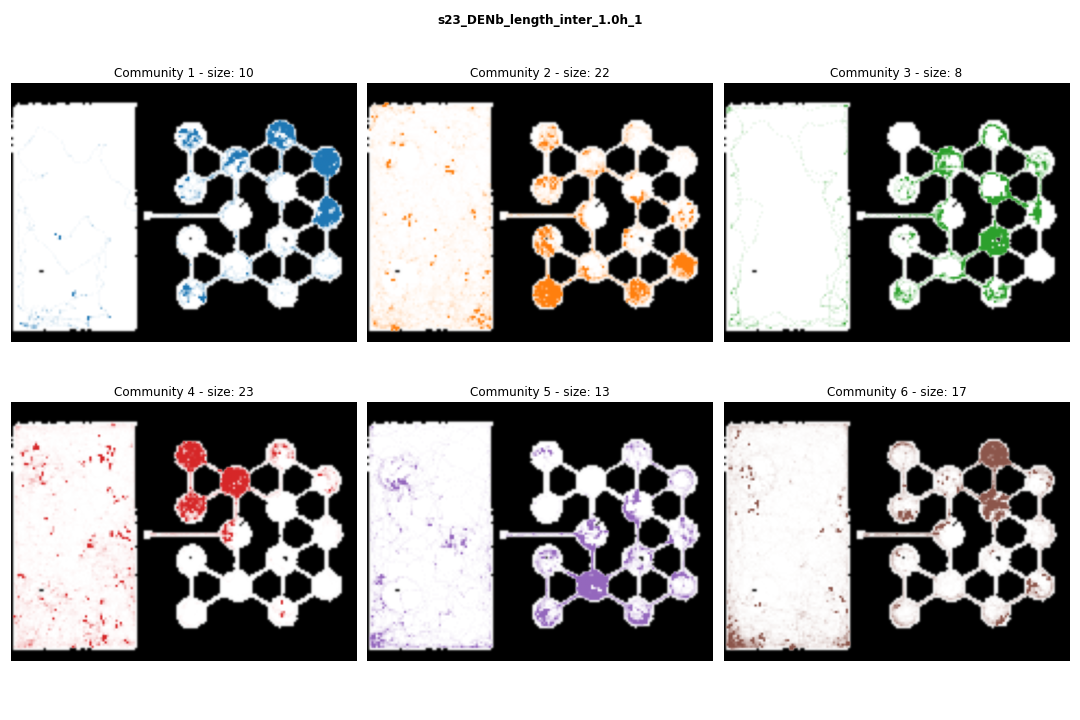 s23_DENb_length_inter_1.0h_1
Community 1 - size: 10
Community 2 - size: 22
Community 3 - size: 8
Community 4 - size: 23
Community 5 - size: 13
Community 6 - size: 17